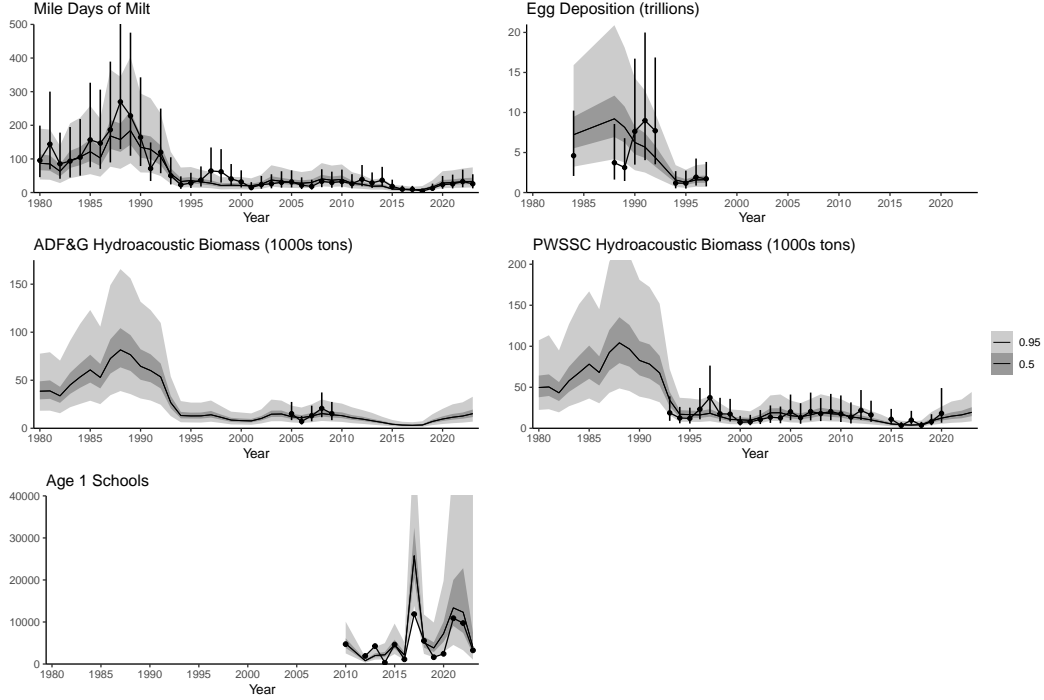 Mile Days of Milt
500
400
300
200
100
0
1980 1985 1990 1995 2000 2005 2010 2015 2020
Year
Egg Deposition (trillions)
20
15
10
5
0
1980 1985 1990 1995 2000 2005 2010 2015 2020
Year
ADF&G Hydroacoustic Biomass (1000s tons)
150
100
50
0
1980 1985 1990 1995 2000 2005 2010 2015 2020
Year
PWSSC Hydroacoustic Biomass (1000s tons)
200
150
100
50
0
1980 1985 1990 1995 2000 2005 2010 2015 2020
Year
0.95
0.5
Age 1 Schools
40000
30000
20000
10000
0
1980 1985 1990 1995 2000 2005 2010 2015 2020
Year